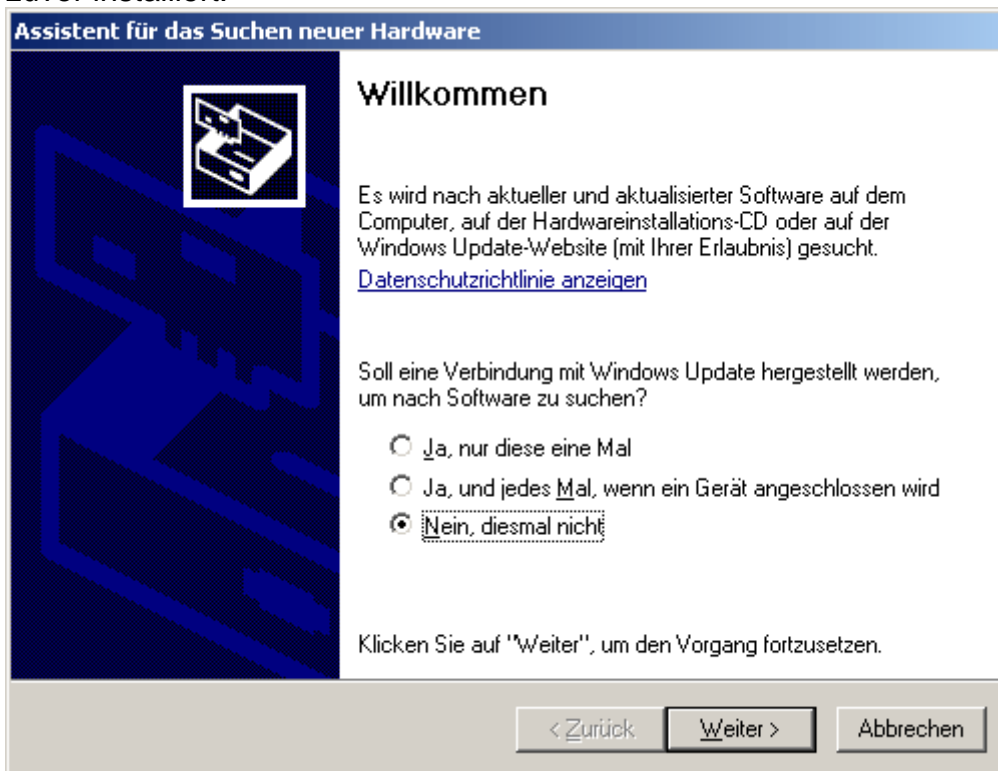 Assistent für das Suchen neuer Hardware
Willkommen
Es wird nach aktueller und aktualisierter Software auf dem
Computer, auf der Hardwareinstallations-CD oder auf der
Windows Update-Website (mit Ihrer Erlaubnis) gesucht.
Datenschutzrichtlinie anzeigen
Soll eine Verbindung mit Windows Update hergestellt werden,
um nach Software zu suchen?
Ja, nur diese eine Mal
Ja, und jedes Mal, wenn ein Gerät angeschlossen wird
Nein, diesmal nicht
Klicken Sie auf "Weiter", um den Vorgang fortzusetzen.
< Zurück Weiter > Abbrechen